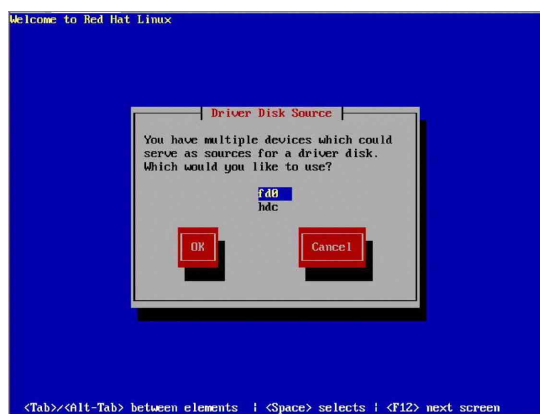 Welcome to Red Hat Linux
Driver Disk Source
You have multiple devices which could
serve as sources for a driver disk.
Which would you like to use?
fd0
hdc
OK Cancel
<Tab>/<Alt-Tab> between elements | <Space> selects | <F12> next screen